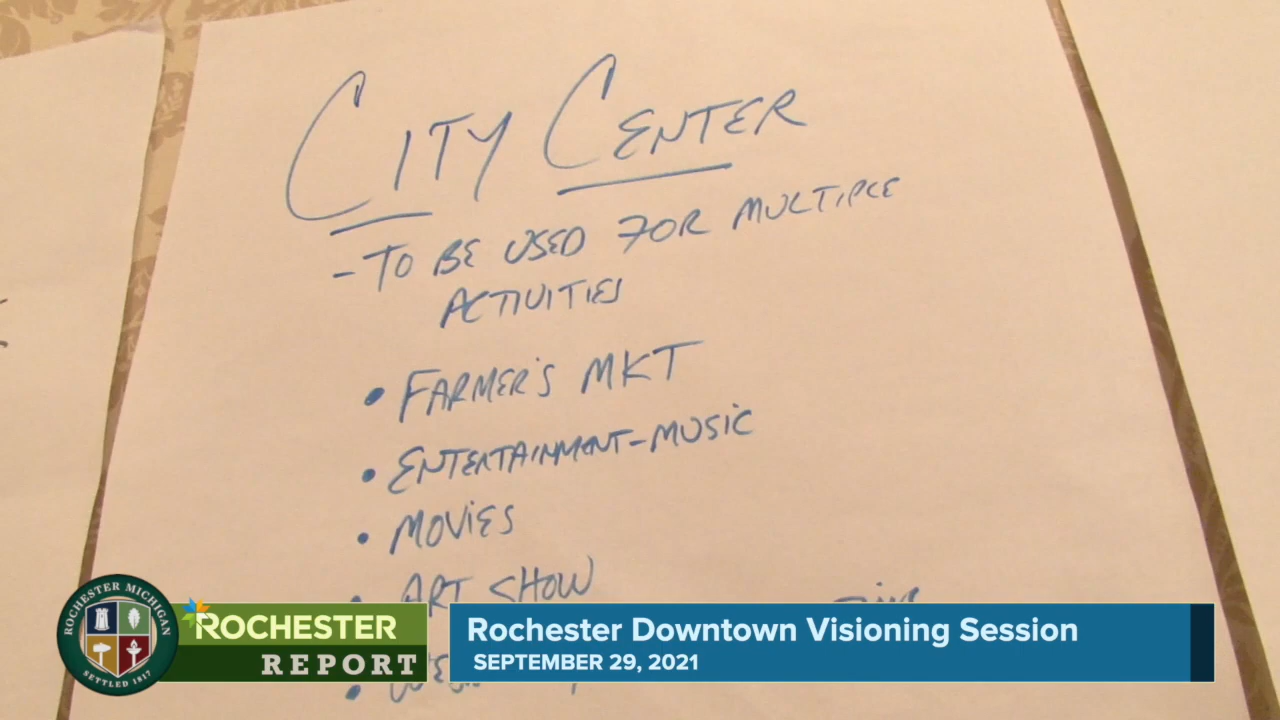 CITY CENTER
- TO BE USED FOR MULTIPLE
ACTIVITIES
• FARMER'S MKT
• ENTERTAINMENT-MUSIC
• MOVIES
• ART SHOW
ROCHESTER MICHIGAN
SETTLED 1817
ROCHESTER
REPORT
Rochester Downtown Visioning Session
SEPTEMBER 29, 2021